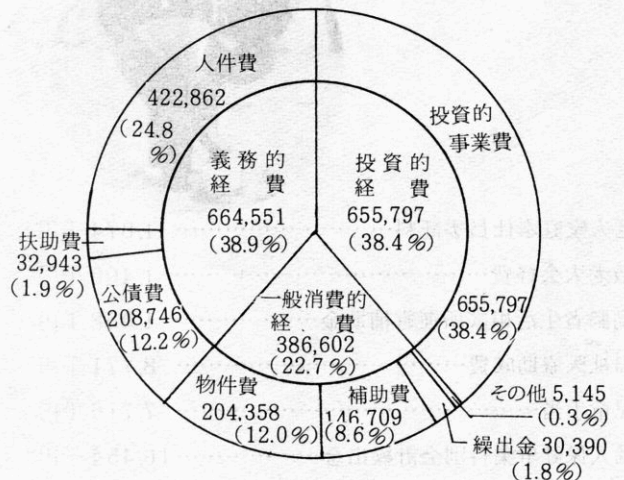 人件費
422,862
(24.8
%)
投資的
事業費
義務的
経 費
664,551
(38.9%)
投資的
経 費
655,797
(38.4%)
扶助費
32,943
(1.9%)
公債費
208,746
(12.2%)
一般消費的
経 費
386,602
(22.7%)
655,797
(38.4%)
物件費
204,358
(12.0%)
補助費
146,709
(8.6%)
その他 5,145
(0.3%)
繰出金 30,390
(1.8%)